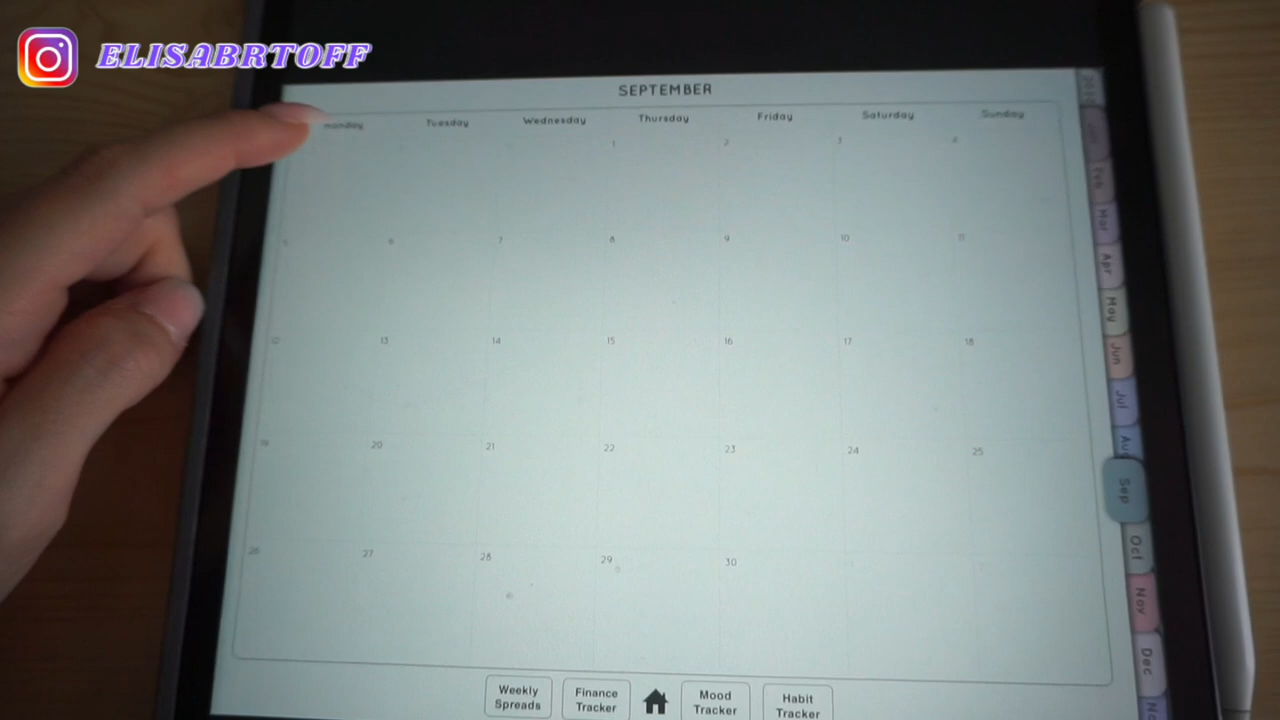 ELISABRTOFF
SEPTEMBER
monday Tuesday Wednesday Thursday Friday Saturday Sunday
1 2 3 4
5 6 7 8 9 10 11
12 13 14 15 16 17 18
19 20 21 22 23 24 25
26 27 28 29 30
Feb
Mar
Apr
May
Jun
Jul
Aug
Sep
Oct
Nov
Dec
Weekly
Spreads
Finance
Tracker
Mood
Tracker
Habit
Tracker